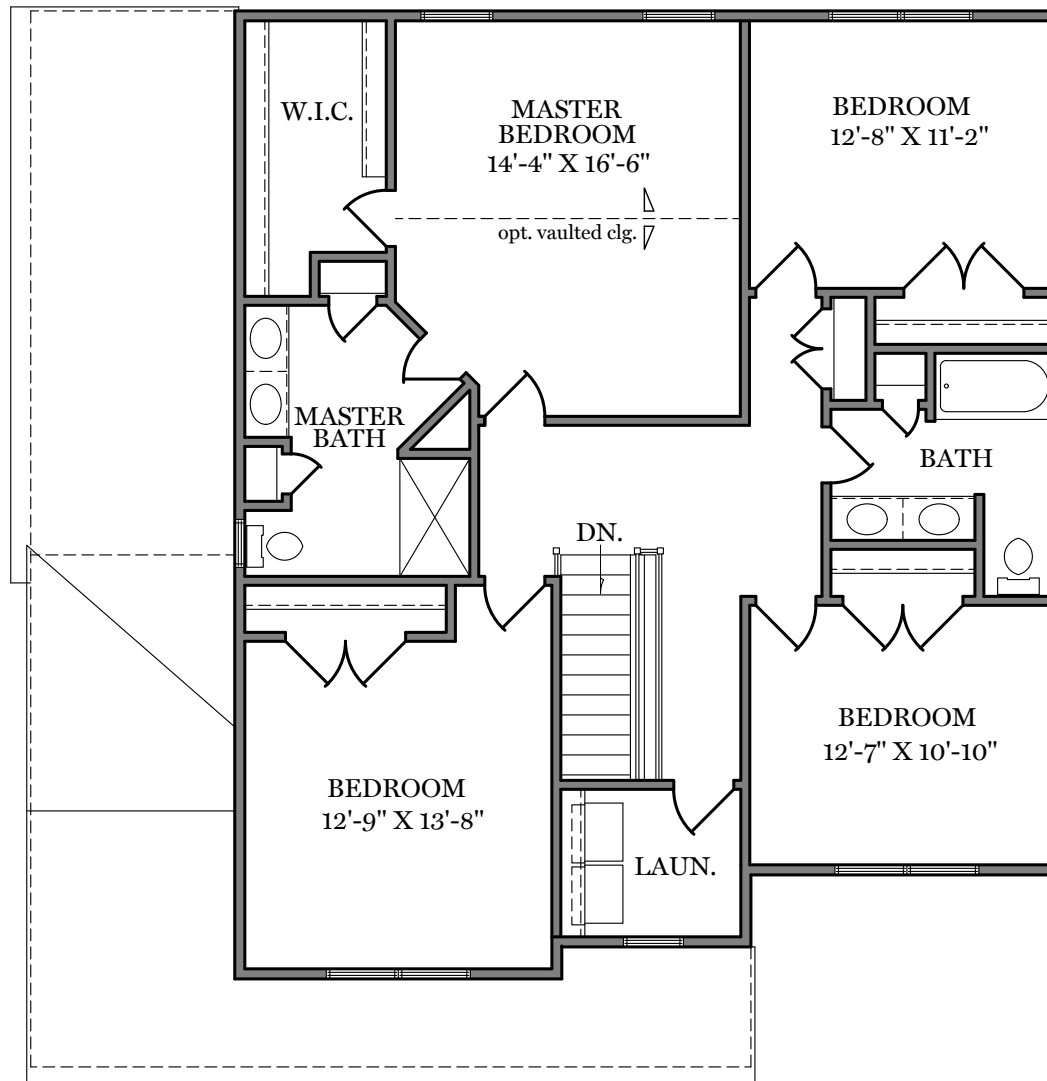 W.I.C.
MASTER
BEDROOM
14'-4" X 16'-6"
opt. vaulted clg.
BEDROOM
12'-8" X 11'-2"
MASTER
BATH
BATH
DN.
BEDROOM
12'-7" X 10'-10"
BEDROOM
12'-9" X 13'-8"
LAUN.